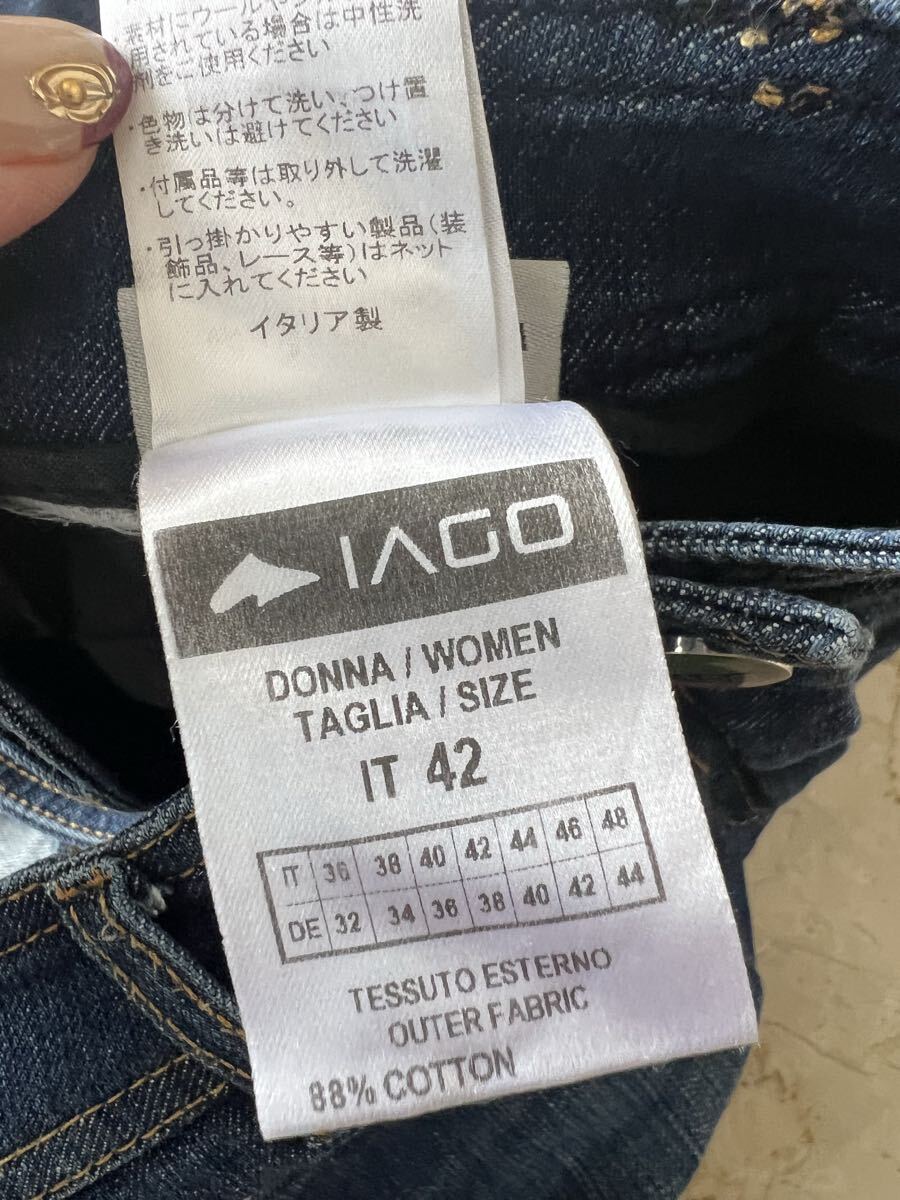 素材にウールやシ
用されている場合は中性洗
剤をご使用ください
・色物は分けて洗い、つけ置
き洗いは避けてください
・付属品等は取り外して洗濯
してください。
・引っ掛かりやすい製品(装
飾品、レース等)はネット
に入れてください
イタリア製
IAGO
DONNA / WOMEN
TAGLIA / SIZE
IT 42
IT 36 38 40 42 44 46 48
DE 32 34 36 38 40 42 44
TESSUTO ESTERNO
OUTER FABRIC
88% COTTON